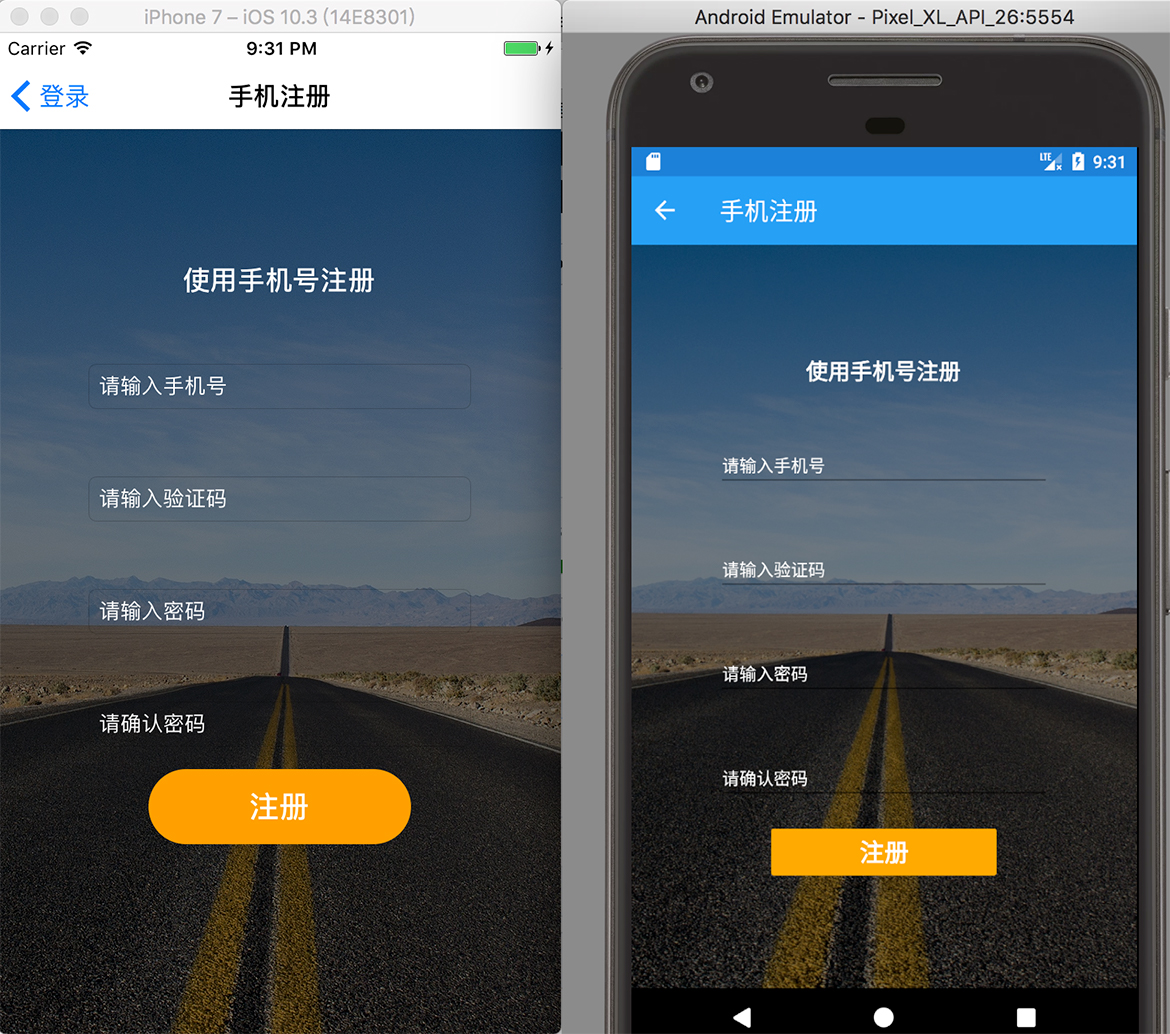 iPhone 7 – iOS 10.3 (14E8301)
Carrier 9:31 PM
登录 手机注册
使用手机号注册
请输入手机号
请输入验证码
请输入密码
请确认密码
注册
Android Emulator - Pixel_XL_API_26:5554
LTE 9:31
手机注册
使用手机号注册
请输入手机号
请输入验证码
请输入密码
请确认密码
注册